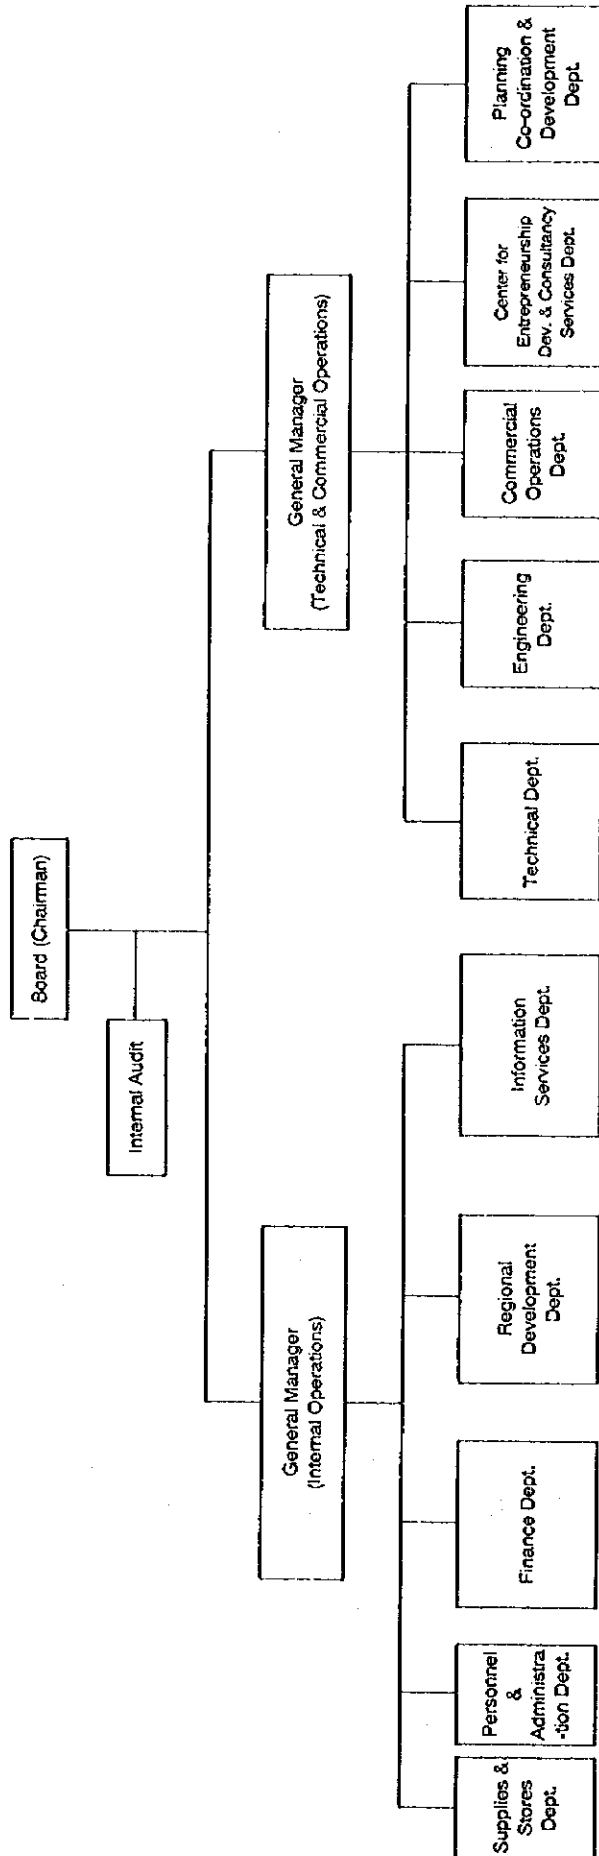 Board (Chairman)
Internal Audit
General Manager
(Internal Operations)
General Manager
(Technical & Commercial Operations)
Supplies &
Stores
Dept.
Personnel
&
Administra
-tion Dept.
Finance Dept.
Regional
Development
Dept.
Information
Services Dept.
Technical Dept.
Engineering
Dept.
Commercial
Operations
Dept.
Center for
Entrepreneurship
Dev. & Consultancy
Services Dept.
Planning
Co-ordination &
Development
Dept.